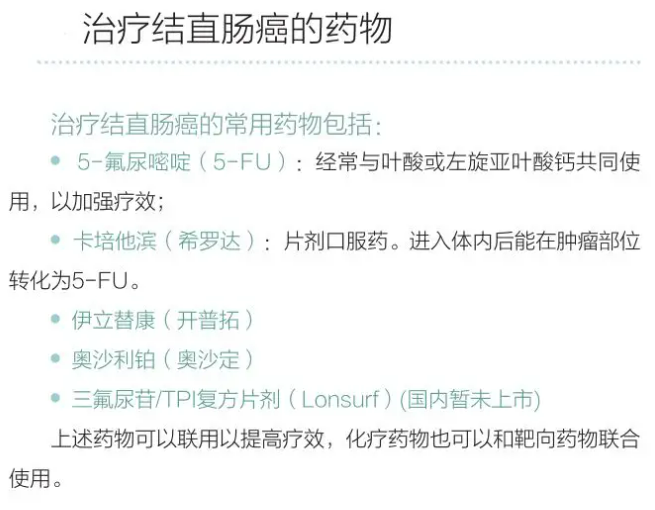 治疗结直肠癌的药物
治疗结直肠癌的常用药物包括：
• 5-氟尿嘧啶（5-FU）：经常与叶酸或左旋亚叶酸钙共同使
用，以加强疗效；
• 卡培他滨（希罗达）：片剂口服药。进入体内后能在肿瘤部位
转化为5-FU。
• 伊立替康（开普拓）
• 奥沙利铂（奥沙定）
• 三氟尿苷/TPI复方片剂（Lonsurf）(国内暂未上市)
上述药物可以联用以提高疗效，化疗药物也可以和靶向药物联合
使用。